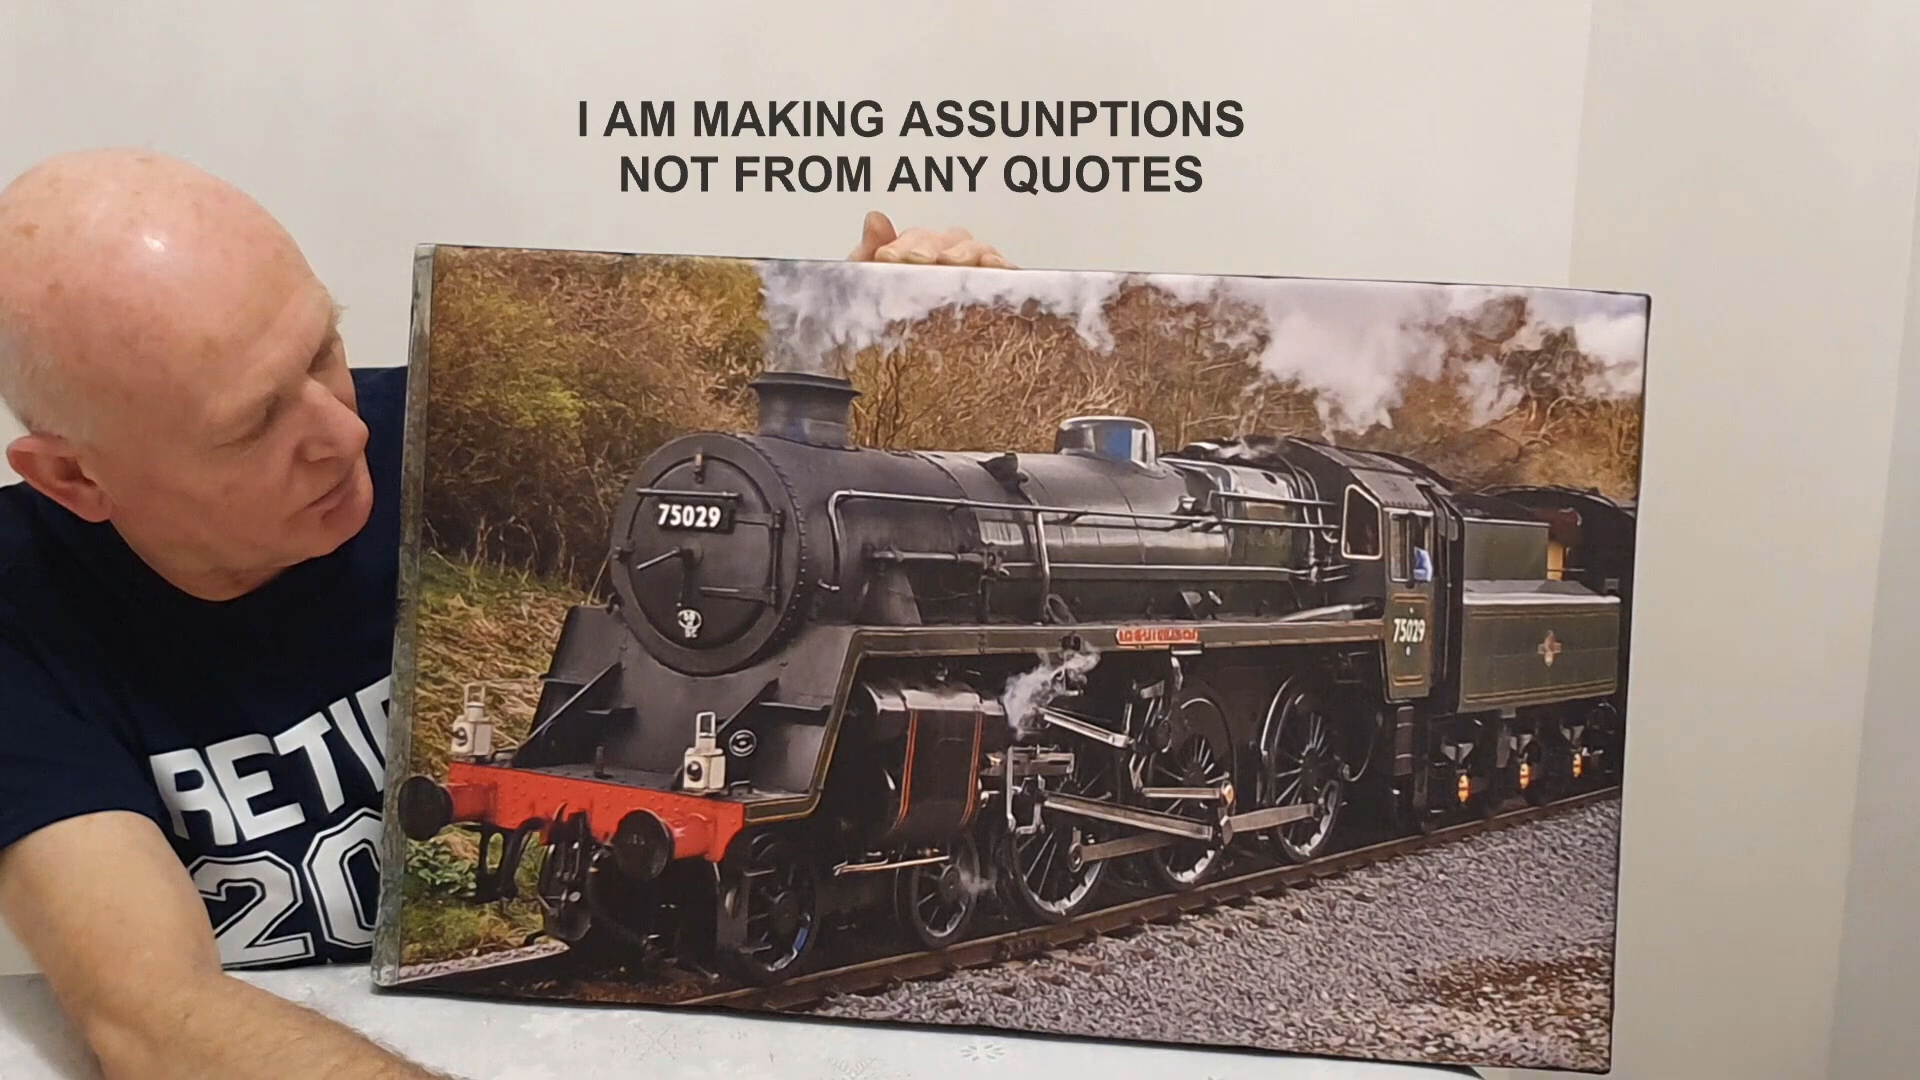 I AM MAKING ASSUNPTIONS
NOT FROM ANY QUOTES
75029
75029
RETI
20